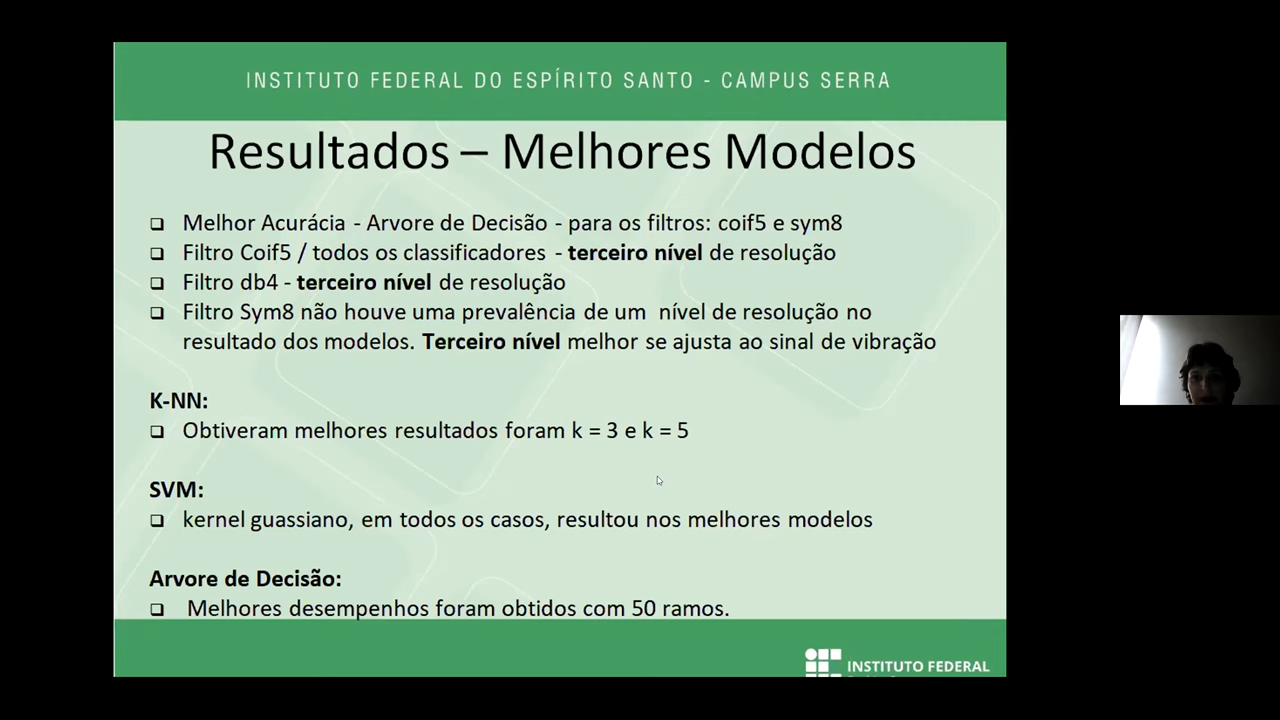 INSTITUTO FEDERAL DO ESPÍRITO SANTO - CAMPUS SERRA
Resultados – Melhores Modelos
❑ Melhor Acurácia - Arvore de Decisão - para os filtros: coif5 e sym8
❑ Filtro Coif5 / todos os classificadores - terceiro nível de resolução
❑ Filtro db4 - terceiro nível de resolução
❑ Filtro Sym8 não houve uma prevalência de um nível de resolução no
resultado dos modelos. Terceiro nível melhor se ajusta ao sinal de vibração
K-NN:
❑ Obtiveram melhores resultados foram k = 3 e k = 5
SVM:
❑ kernel guassiano, em todos os casos, resultou nos melhores modelos
Arvore de Decisão:
❑ Melhores desempenhos foram obtidos com 50 ramos.
INSTITUTO FEDERAL